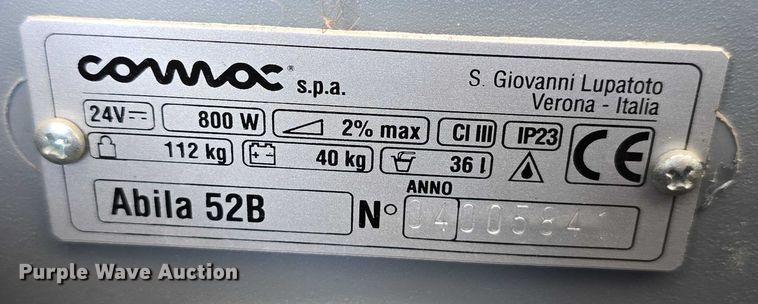 comac® s.p.a.
S. Giovanni Lupatoto
Verona - Italia
24V 800 W 2% max Cl III IP23
112 kg 40 kg 36 l CE
ANNO
Abila 52B N° 04005841
Purple Wave Auction